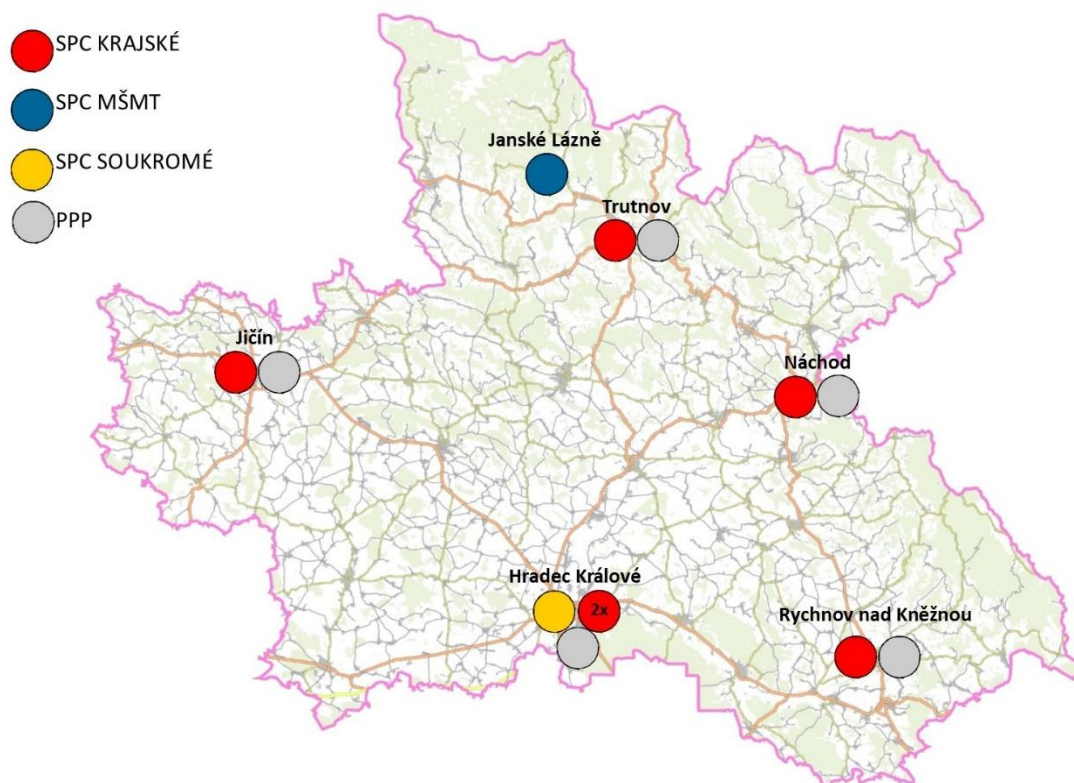 SPC KRAJSKÉ
SPC MŠMT
SPC SOUKROMÉ
PPP
Janské Lázně
Trutnov
Jičín
Náchod
Hradec Králové
2x
Rychnov nad Kněžnou